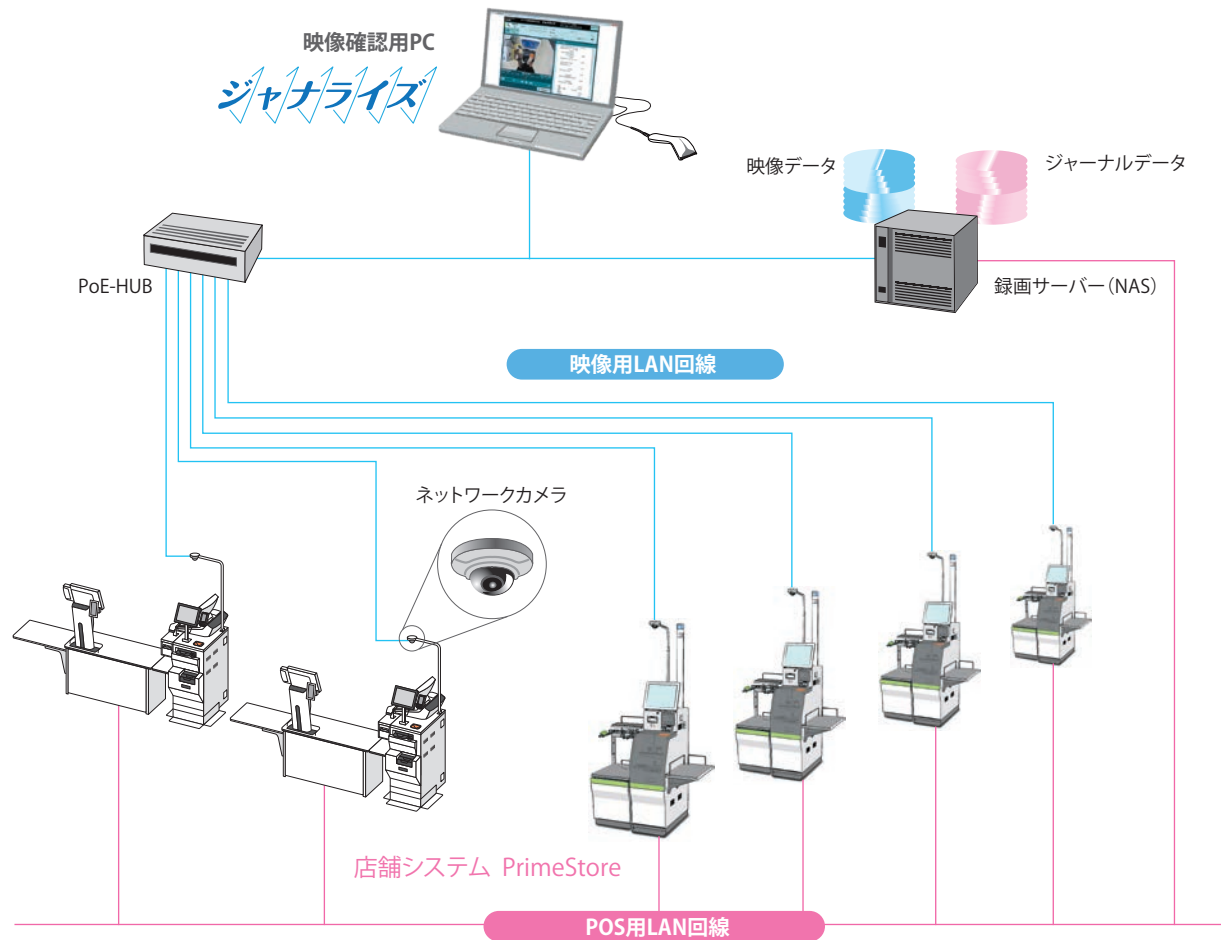 映像確認用PC
ジャナライズ
映像データ
ジャーナルデータ
PoE-HUB
録画サーバー(NAS)
映像用LAN回線
ネットワークカメラ
店舗システム PrimeStore
POS用LAN回線